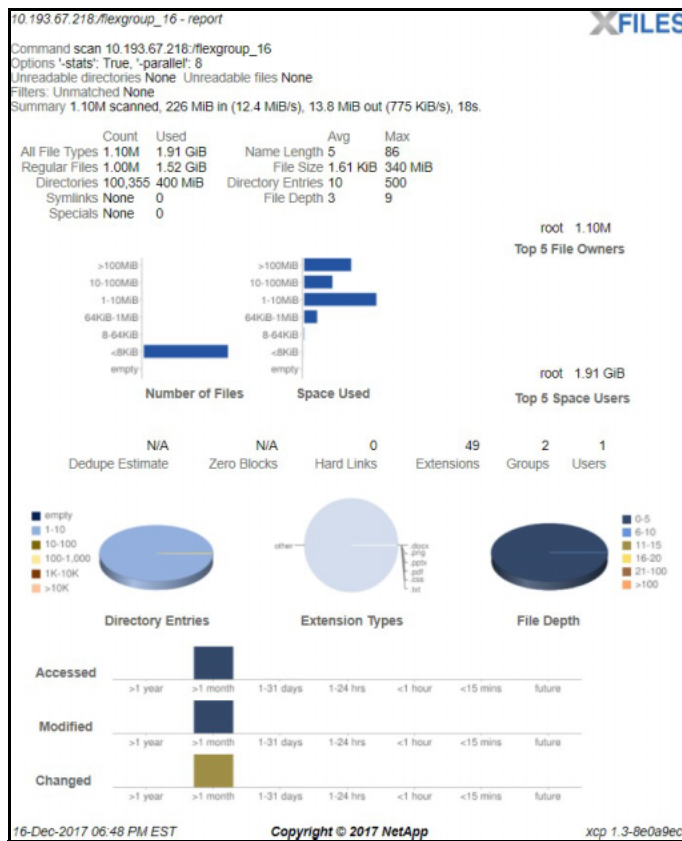 10.193.67.218:/flexgroup_16 - report
XFILES
Command scan 10.193.67.218:/flexgroup_16
Options '-stats': True, '-parallel': 8
Unreadable directories None Unreadable files None
Filters: Unmatched None
Summary 1.10M scanned, 226 MiB in (12.4 MiB/s), 13.8 MiB out (775 KiB/s), 18s.
Count Used Avg Max
All File Types 1.10M 1.91 GiB Name Length 5 86
Regular Files 1.00M 1.52 GiB File Size 1.61 KiB 340 MiB
Directories 100,355 400 MiB Directory Entries 10 500
Symlinks None 0 File Depth 3 9
Specials None 0
root 1.10M
Top 5 File Owners
>100MiB >100MiB
10-100MiB 10-100MiB
1-10MiB 1-10MiB
64KiB-1MiB 64KiB-1MiB
8-64KiB 8-64KiB
<8KiB <8KiB
empty empty
Number of Files Space Used
root 1.91 GiB
Top 5 Space Users
N/A N/A 0 49 2 1
Dedupe Estimate Zero Blocks Hard Links Extensions Groups Users
empty
1-10
10-100
100-1,000
1K-10K
>10K
Directory Entries
other
.docx
.png
.pptx
.pdf
.css
.txt
Extension Types
0-5
6-10
11-15
16-20
21-100
>100
File Depth
Accessed
>1 year >1 month 1-31 days 1-24 hrs <1 hour <15 mins future
Modified
>1 year >1 month 1-31 days 1-24 hrs <1 hour <15 mins future
Changed
>1 year >1 month 1-31 days 1-24 hrs <1 hour <15 mins future
16-Dec-2017 06:48 PM EST Copyright © 2017 NetApp xcp 1.3-8e0a9ec